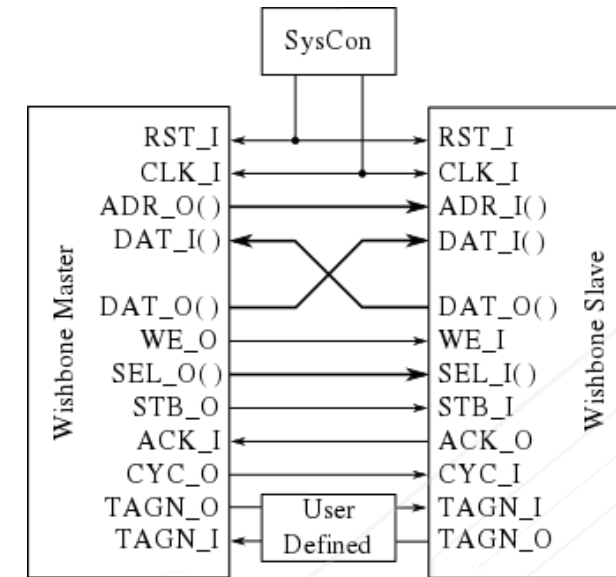 SysCon
Wishbone Master
RST_I
CLK_I
ADR_O()
DAT_I()
DAT_O()
WE_O
SEL_O()
STB_O
ACK_I
CYC_O
TAGN_O
TAGN_I
User
Defined
RST_I
CLK_I
ADR_I()
DAT_I()
DAT_O()
WE_I
SEL_I()
STB_I
ACK_O
CYC_I
TAGN_I
TAGN_O
Wishbone Slave